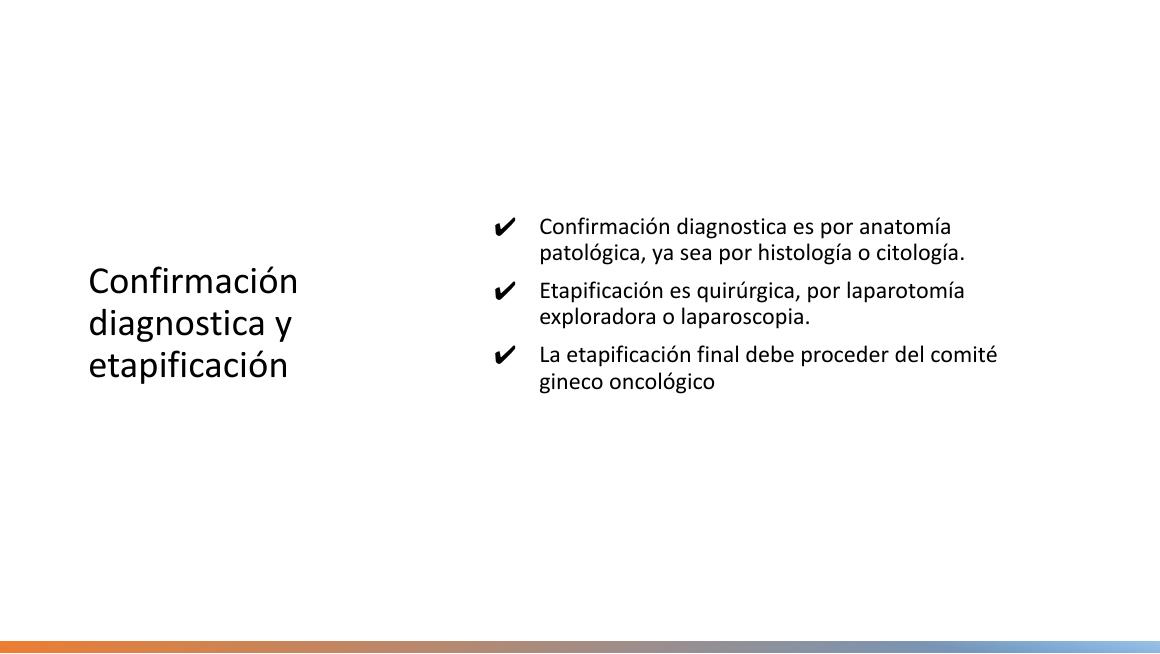 Confirmación
diagnostica y
etapificación
✔ Confirmación diagnostica es por anatomía
patológica, ya sea por histología o citología.
✔ Etapificación es quirúrgica, por laparotomía
exploradora o laparoscopia.
✔ La etapificación final debe proceder del comité
gineco oncológico